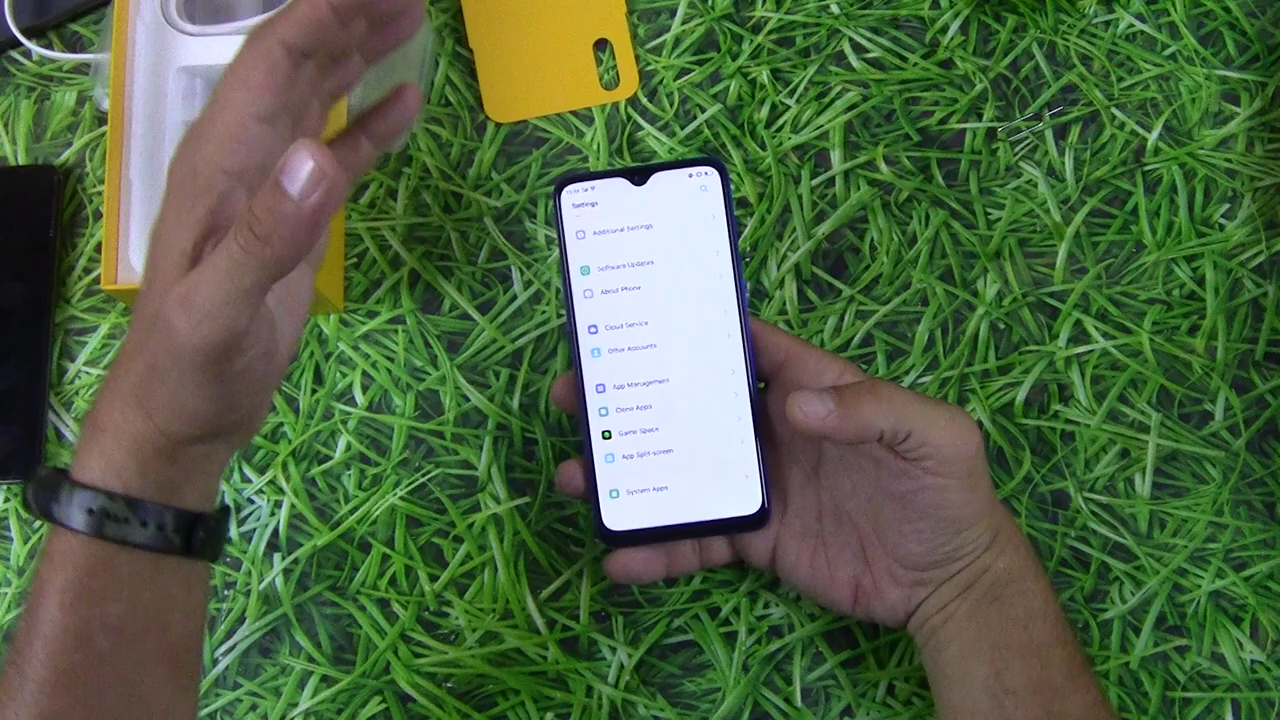 Settings
Additional Settings
Software Updates
About Phone
Cloud Service
Other Accounts
App Management
Clone Apps
Game Space
App Split-screen
System Apps